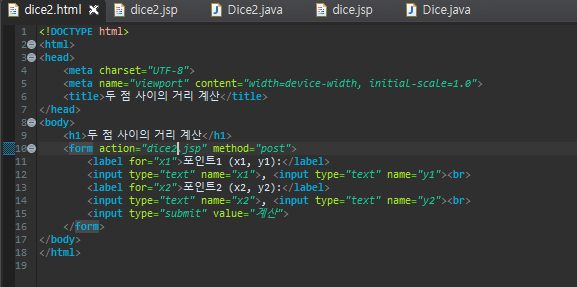 dice2.html dice2.jsp Dice2.java dice.jsp Dice.java
1 <!DOCTYPE html>
2 <html>
3 <head>
4 <meta charset="UTF-8">
5 <meta name="viewport" content="width=device-width, initial-scale=1.0">
6 <title>두 점 사이의 거리 계산</title>
7 </head>
8 <body>
9 <h1>두 점 사이의 거리 계산</h1>
10 <form action="dice2.jsp" method="post">
11 <label for="x1">포인트1 (x1, y1):</label>
12 <input type="text" name="x1">, <input type="text" name="y1"><br>
13 <label for="x2">포인트2 (x2, y2):</label>
14 <input type="text" name="x2">, <input type="text" name="y2"><br>
15 <input type="submit" value="계산">
16 </form>
17 </body>
18 </html>
19